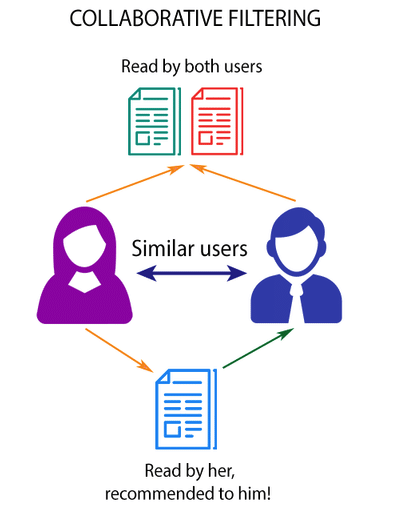 COLLABORATIVE FILTERING
Read by both users
Similar users
Read by her,
recommended to him!